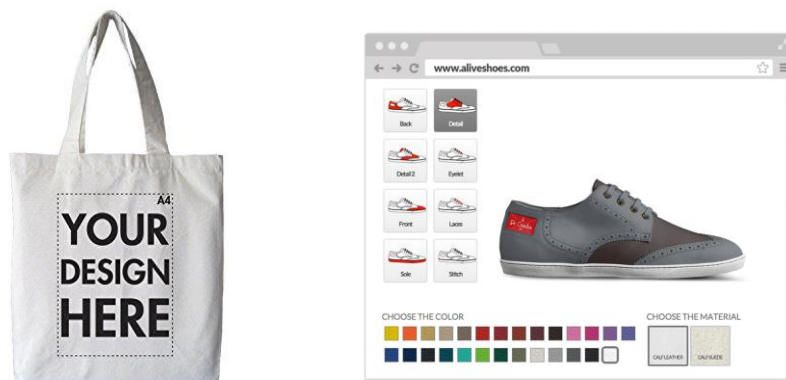 A4
YOUR
DESIGN
HERE
www.aliveshoes.com
Back
Detail
Detail 2
Eyelet
Front
Laces
Sole
Stitch
CHOOSE THE COLOR
CHOOSE THE MATERIAL
CALF LEATHER
CALF SUEDE